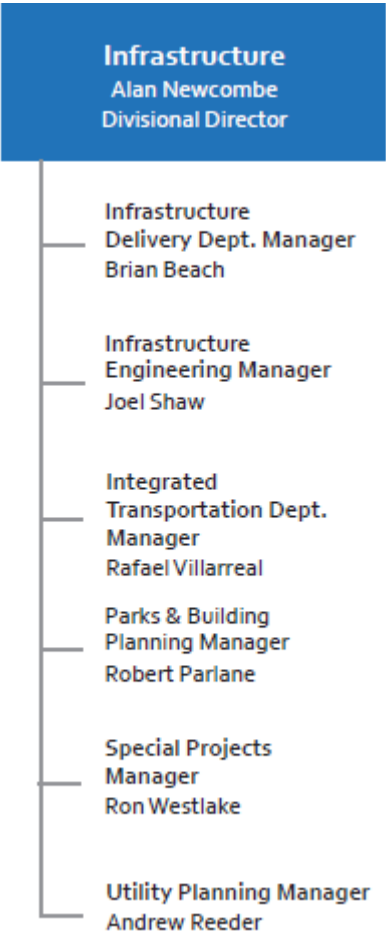 Infrastructure
Alan Newcombe
Divisional Director
Infrastructure
Delivery Dept. Manager
Brian Beach
Infrastructure
Engineering Manager
Joel Shaw
Integrated
Transportation Dept.
Manager
Rafael Villarreal
Parks & Building
Planning Manager
Robert Parlane
Special Projects
Manager
Ron Westlake
Utility Planning Manager
Andrew Reeder